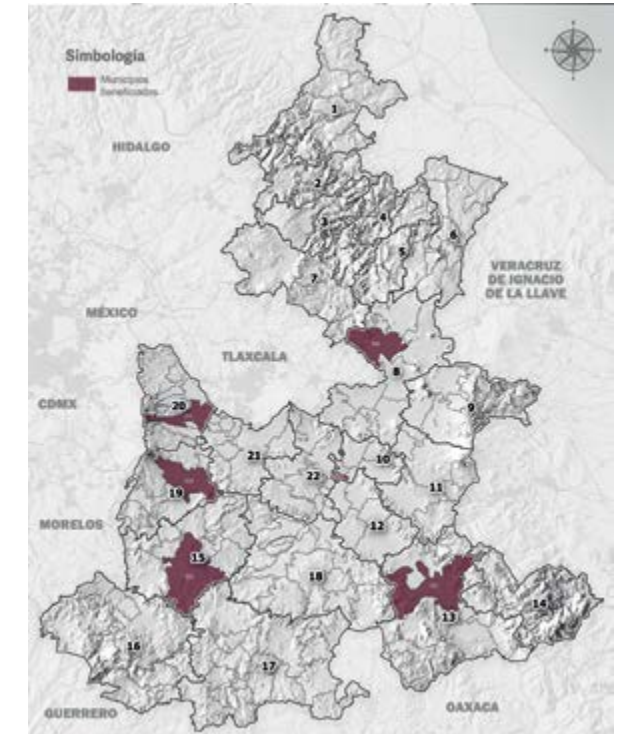 Simbología
Municipios
beneficiados
HIDALGO
1
2
3
4
5
6
7
VERACRUZ
DE IGNACIO
DE LA LLAVE
MÉXICO
TLAXCALA
8
CDMX
20
9
21
22
10
19
11
MORELOS
12
15
18
14
13
16
17
GUERRERO
OAXACA